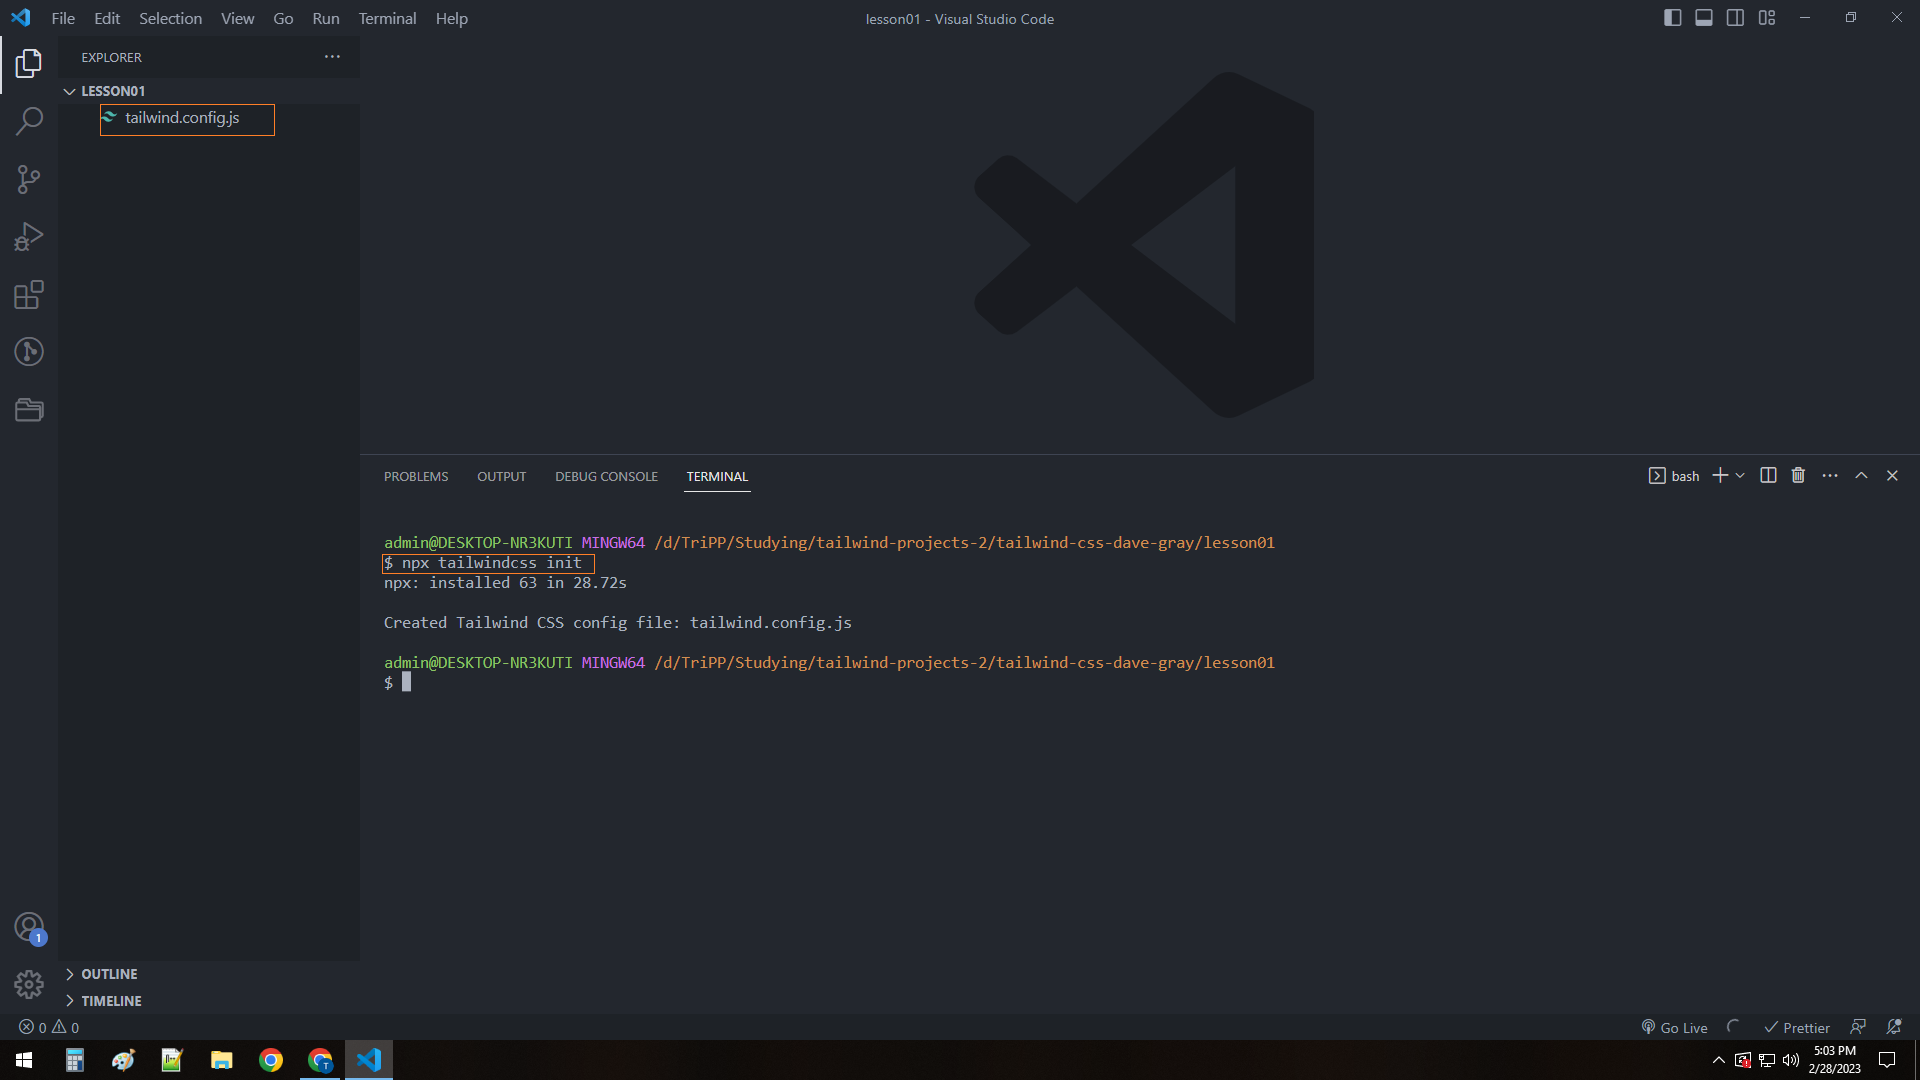 File Edit Selection View Go Run Terminal Help
lesson01 - Visual Studio Code
EXPLORER
LESSON01
tailwind.config.js
PROBLEMS OUTPUT DEBUG CONSOLE TERMINAL
bash
admin@DESKTOP-NR3KUTI MINGW64 /d/TriPP/Studying/tailwind-projects-2/tailwind-css-dave-gray/lesson01
$ npx tailwindcss init
npx: installed 63 in 28.72s
Created Tailwind CSS config file: tailwind.config.js
admin@DESKTOP-NR3KUTI MINGW64 /d/TriPP/Studying/tailwind-projects-2/tailwind-css-dave-gray/lesson01
$
1
OUTLINE
TIMELINE
0 0
Go Live
Prettier
T
5:03 PM
2/28/2023